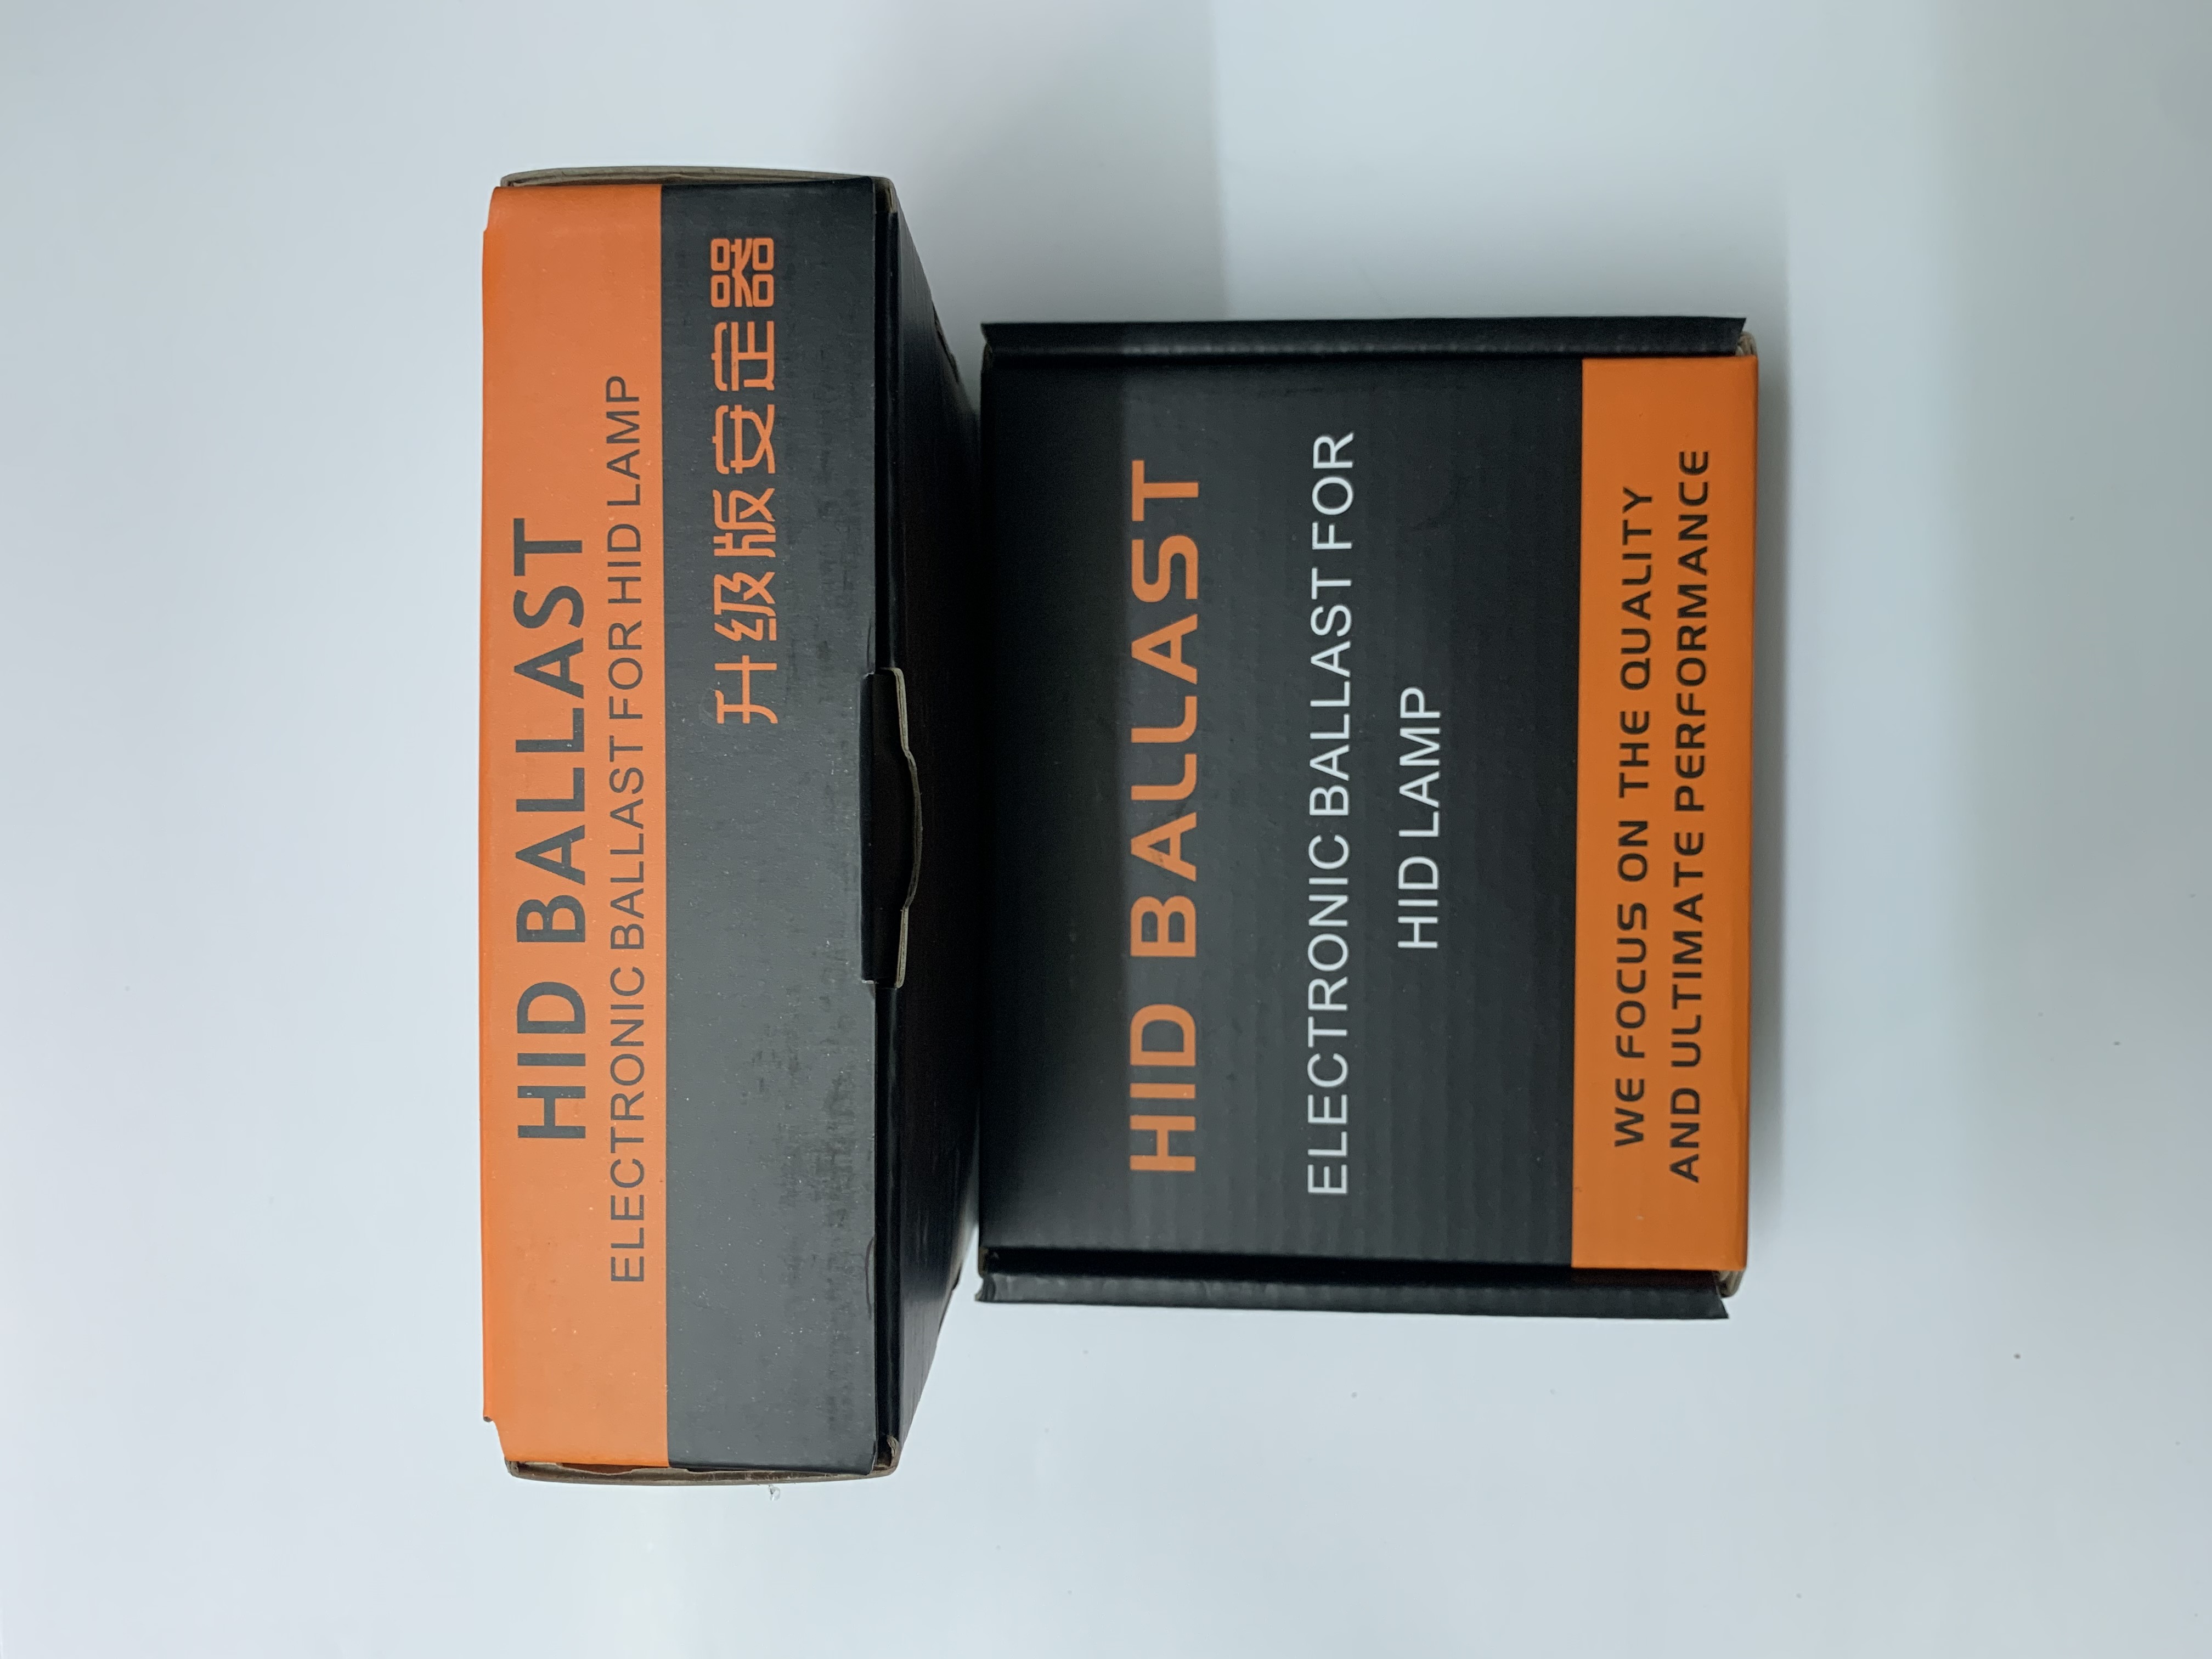 HID BALLAST
ELECTRONIC BALLAST FOR HID LAMP
升级版安定器
HID BALLAST
ELECTRONIC BALLAST FOR
HID LAMP
WE FOCUS ON THE QUALITY
AND ULTIMATE PERFORMANCE